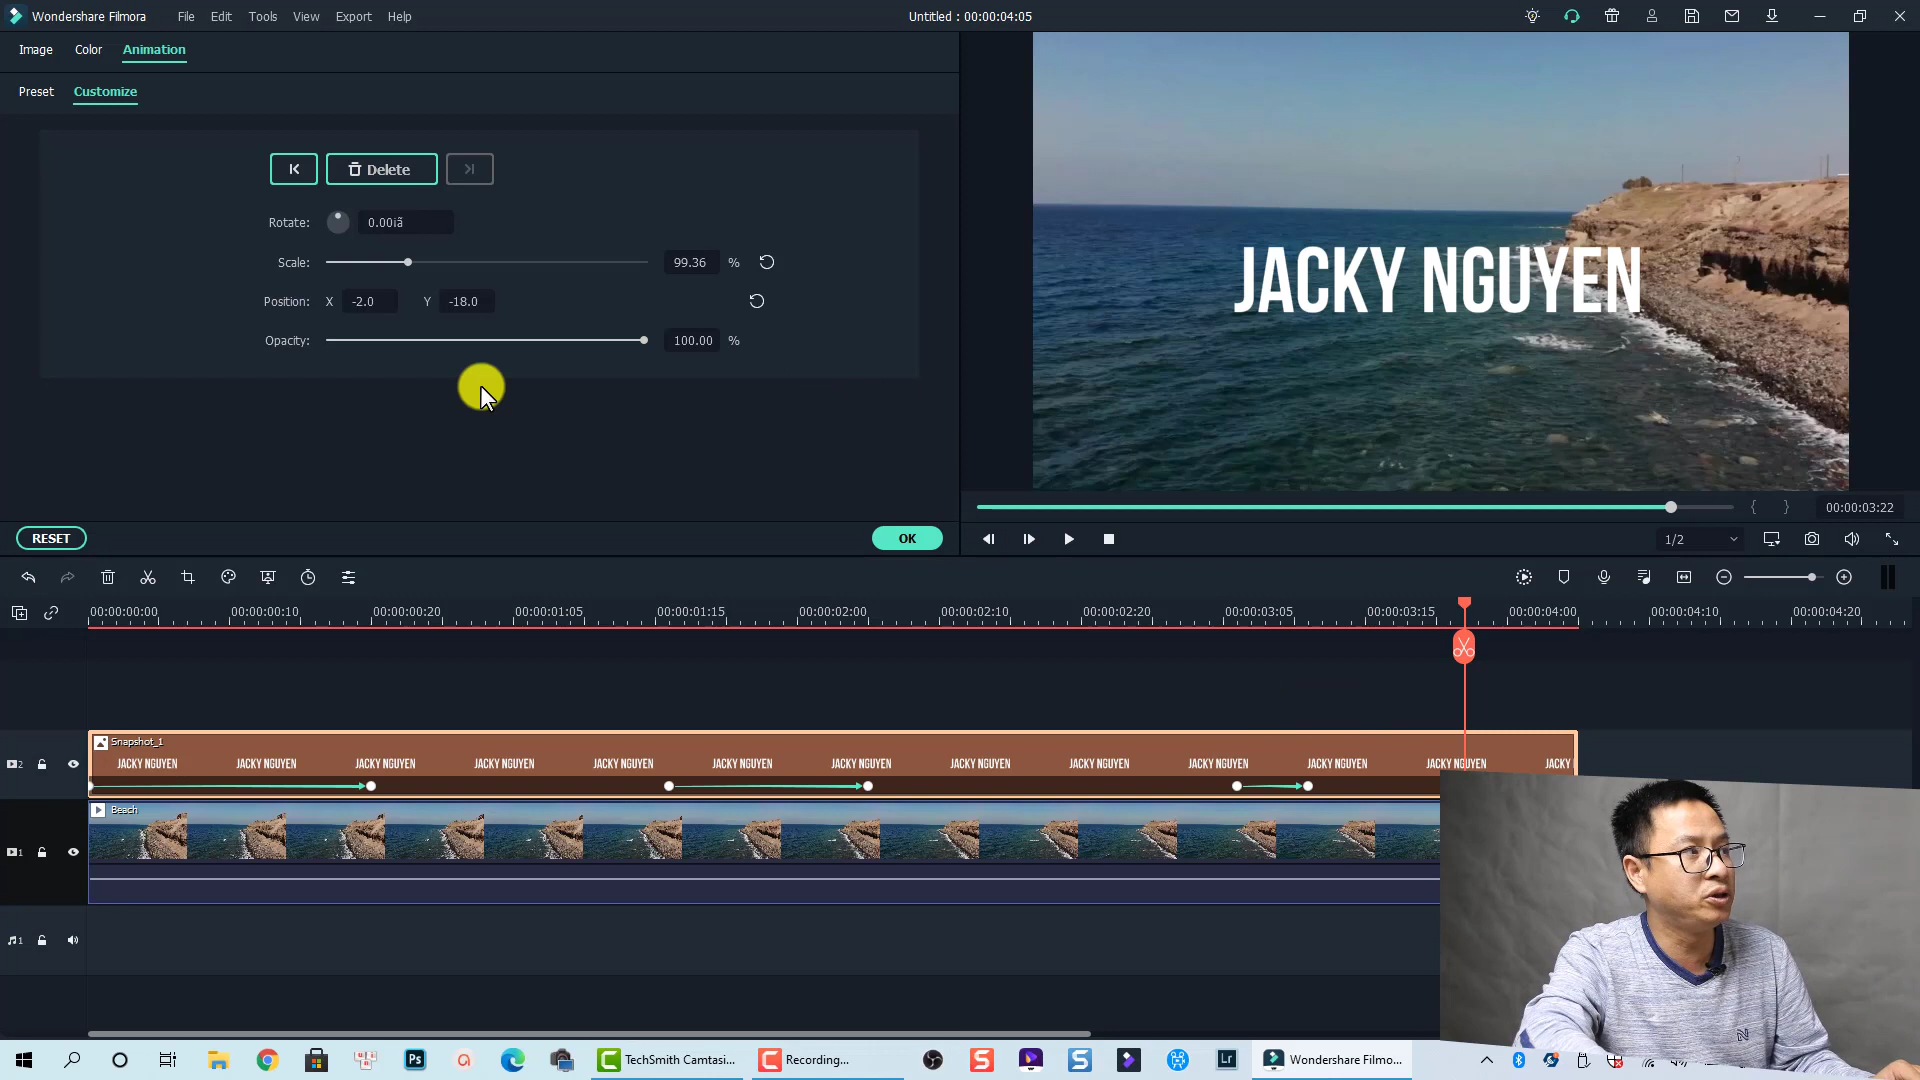 Wondershare Filmora File Edit Tools View Export Help Untitled : 00:00:04:05
Image Color Animation
Preset Customize
Delete
Rotate: 0.00iã
Scale: 99.36 %
Position: X -2.0 Y -18.0
Opacity: 100.00 %
JACKY NGUYEN
{ } 00:00:03:22
RESET OK
1/2
00:00:00:00 00:00:00:10 00:00:00:20 00:00:01:05 00:00:01:15 00:00:02:00 00:00:02:10 00:00:02:20 00:00:03:05 00:00:03:15 00:00:04:00 00:00:04:10 00:00:04:20
Snapshot_1
2 JACKY NGUYEN JACKY NGUYEN JACKY NGUYEN JACKY NGUYEN JACKY NGUYEN JACKY NGUYEN JACKY NGUYEN JACKY NGUYEN JACKY NGUYEN JACKY NGUYEN JACKY NGUYEN JACKY NGUYEN JACKY
Beach
1
1
Ps TechSmith Camtasi... Recording... Lr Wondershare Filmo...